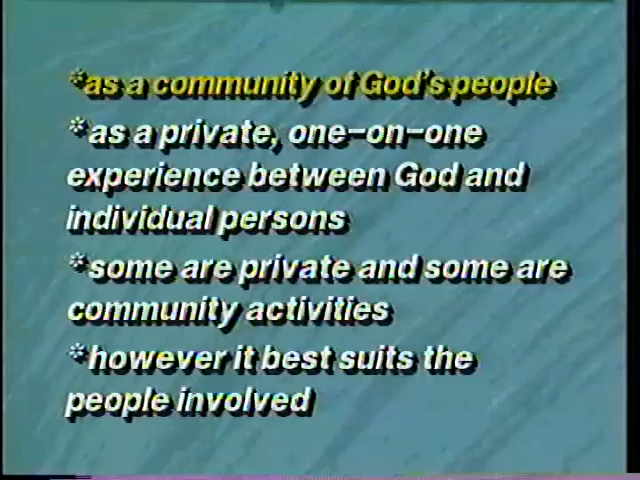 *as a community of God's people
*as a private, one-on-one
experience between God and
individual persons
*some are private and some are
community activities
*however it best suits the
people involved